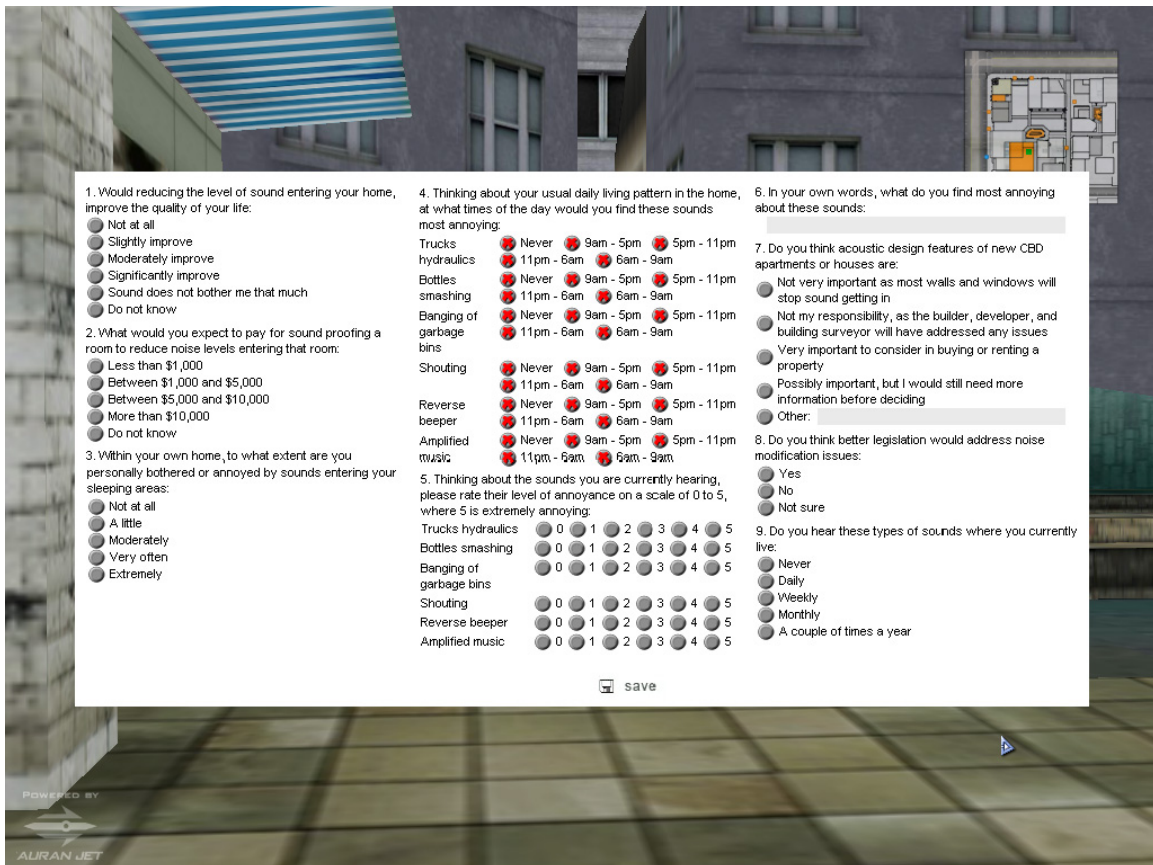 1. Would reducing the level of sound entering your home,
improve the quality of your life:
Not at all
Slightly improve
Moderately improve
Significantly improve
Sound does not bother me that much
Do not know
2. What would you expect to pay for sound proofing a
room to reduce noise levels entering that room:
Less than $1,000
Between $1,000 and $5,000
Between $5,000 and $10,000
More than $10,000
Do not know
3. Within your own home, to what extent are you
personally bothered or annoyed by sounds entering your
sleeping areas:
Not at all
A little
Moderately
Very often
Extremely
4. Thinking about your usual daily living pattern in the home,
at what times of the day would you find these sounds
most annoying:
Trucks Never 9am - 5pm 5pm - 11pm
hydraulics 11pm - 6am 6am - 9am
Bottles Never 9am - 5pm 5pm - 11pm
smashing 11pm - 6am 6am - 9am
Banging of Never 9am - 5pm 5pm - 11pm
garbage 11pm - 6am 6am - 9am
bins
Shouting Never 9am - 5pm 5pm - 11pm
11pm - 6am 6am - 9am
Reverse Never 9am - 5pm 5pm - 11pm
beeper 11pm - 6am 6am - 9am
Amplified Never 9am - 5pm 5pm - 11pm
music 11pm - 6am 6am - 9am
5. Thinking about the sounds you are currently hearing,
please rate their level of annoyance on a scale of 0 to 5,
where 5 is extremely annoying:
Trucks hydraulics 0 1 2 3 4 5
Bottles smashing 0 1 2 3 4 5
Banging of 0 1 2 3 4 5
garbage bins
Shouting 0 1 2 3 4 5
Reverse beeper 0 1 2 3 4 5
Amplified music 0 1 2 3 4 5
6. In your own words, what do you find most annoying
about these sounds:
7. Do you think acoustic design features of new CBD
apartments or houses are:
Not very important as most walls and windows will
stop sound getting in
Not my responsibility, as the builder, developer, and
building surveyor will have addressed any issues
Very important to consider in buying or renting a
property
Possibly important, but I would still need more
information before deciding
Other:
8. Do you think better legislation would address noise
modification issues:
Yes
No
Not sure
9. Do you hear these types of sounds where you currently
live:
Never
Daily
Weekly
Monthly
A couple of times a year
save
POWERED BY
AURAN JET